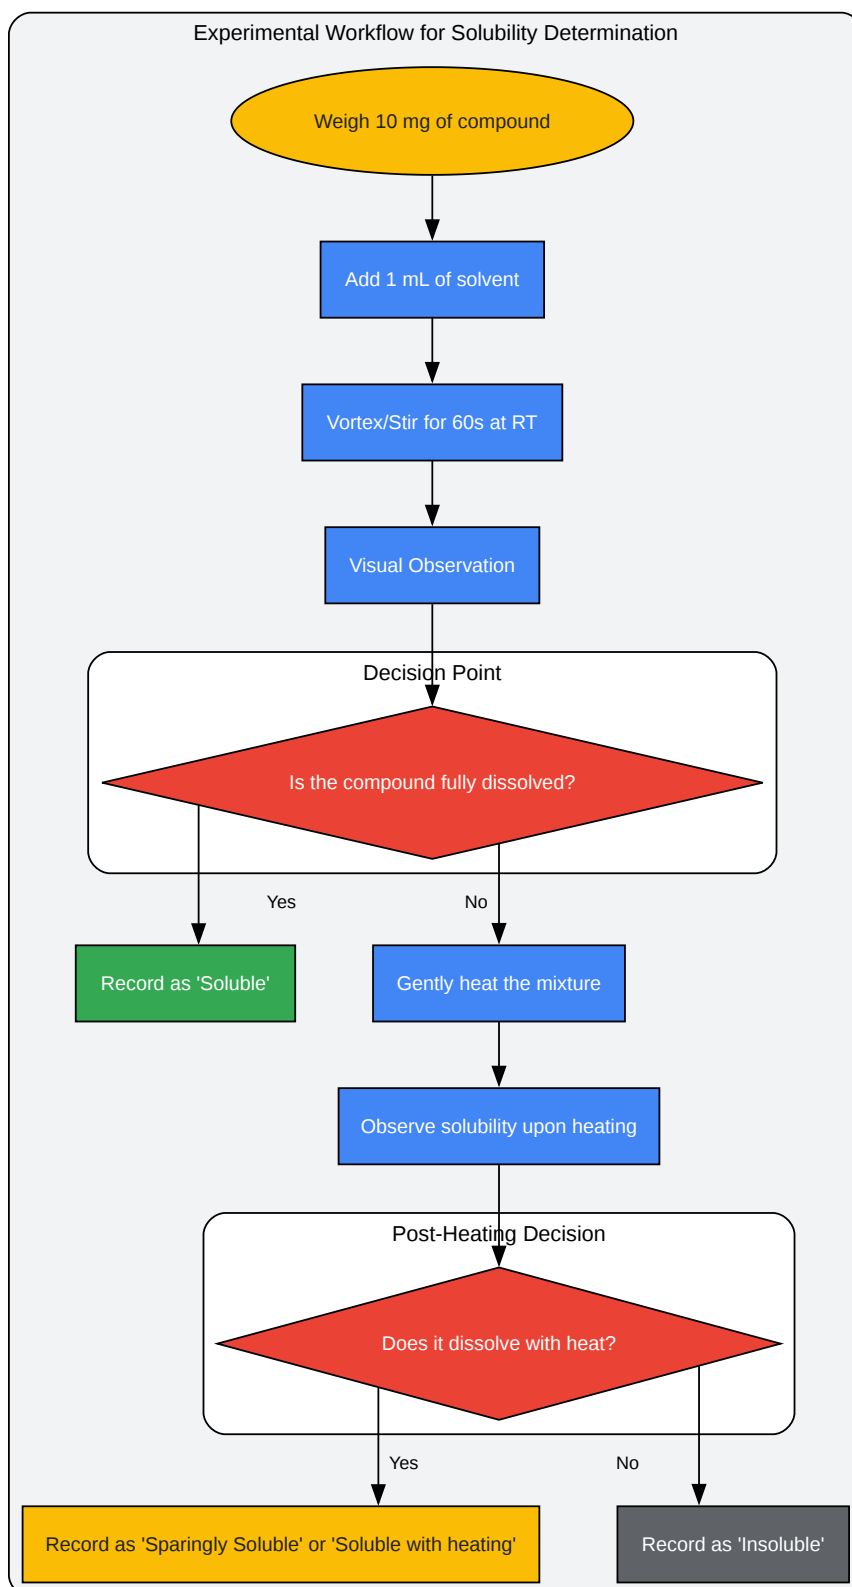 Experimental Workflow for Solubility Determination
Weigh 10 mg of compound
Add 1 mL of solvent
Vortex/Stir for 60s at RT
Visual Observation
Decision Point
Is the compound fully dissolved?
Yes
No
Record as 'Soluble'
Gently heat the mixture
Observe solubility upon heating
Post-Heating Decision
Does it dissolve with heat?
Yes
No
Record as 'Sparingly Soluble' or 'Soluble with heating'
Record as 'Insoluble'